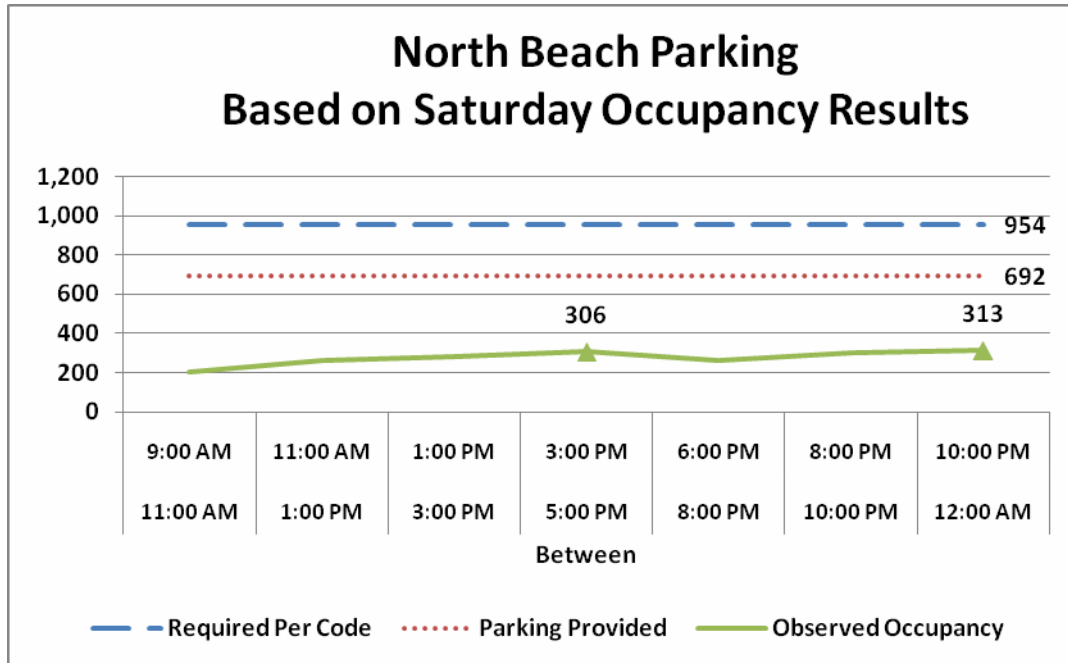 North Beach Parking
Based on Saturday Occupancy Results
1,200
1,000
800
600
400
200
0
954
692
306
313
9:00 AM 11:00 AM 1:00 PM 3:00 PM 6:00 PM 8:00 PM 10:00 PM
11:00 AM 1:00 PM 3:00 PM 5:00 PM 8:00 PM 10:00 PM 12:00 AM
Between
Required Per Code Parking Provided Observed Occupancy